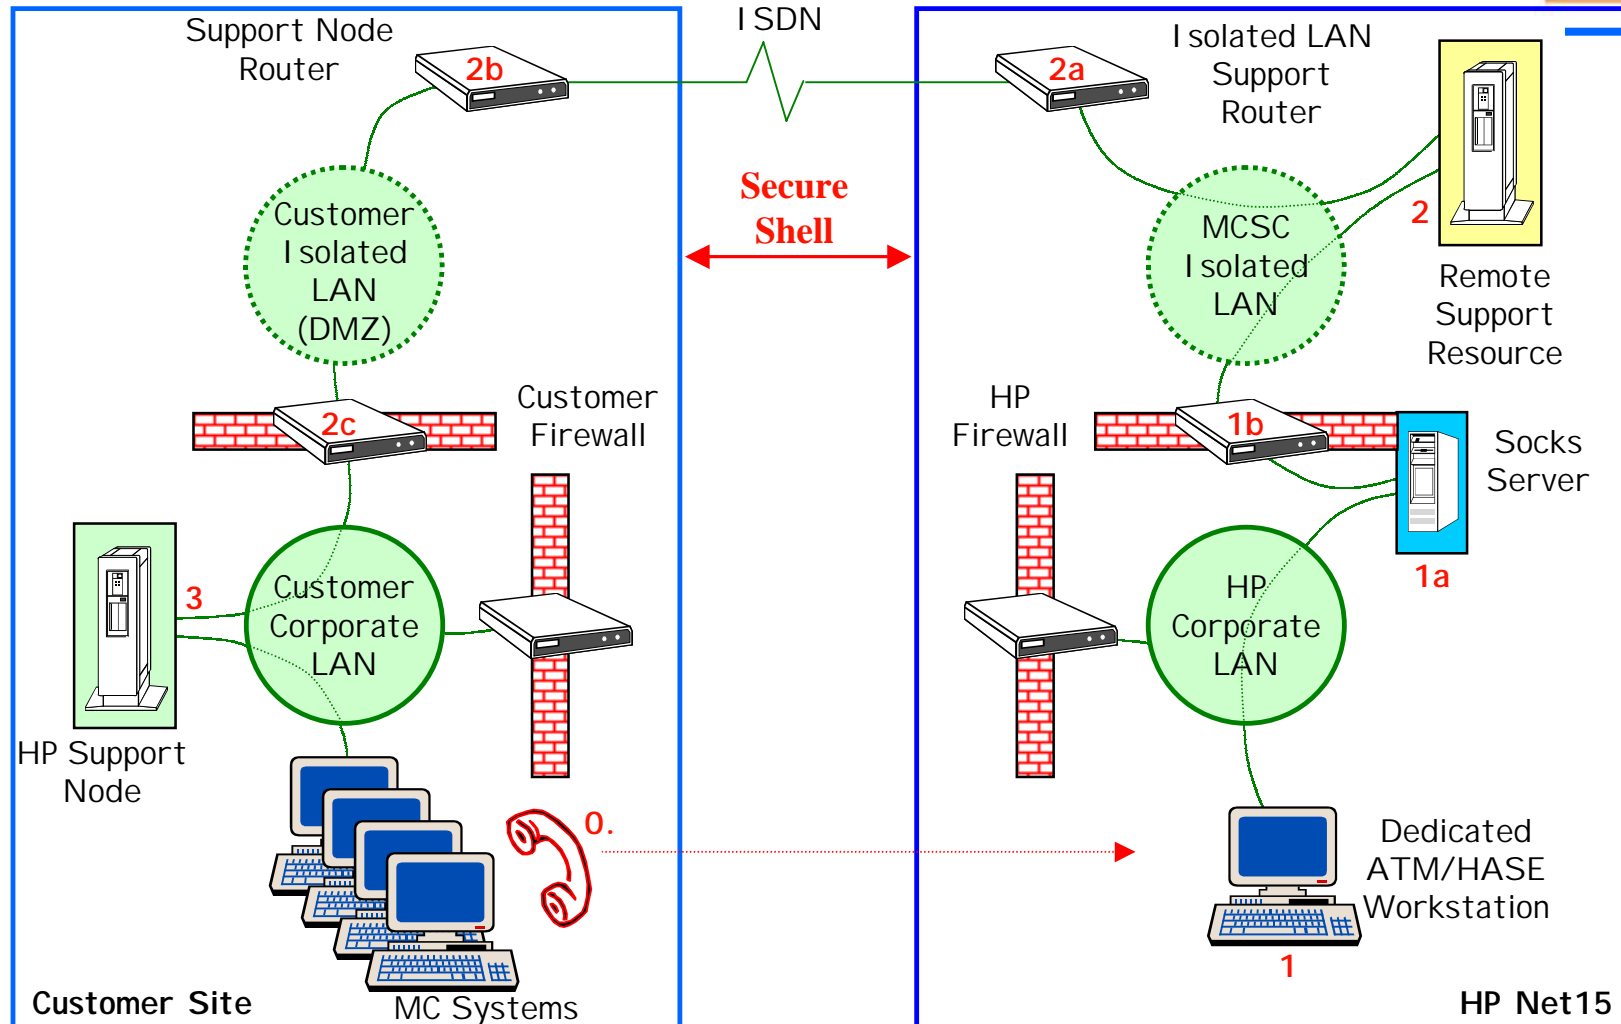 Support Node
Router
2b
ISDN
2a
Isolated LAN
Support
Router
Secure
Shell
Customer
Isolated
LAN
(DMZ)
MCSC
Isolated
LAN
2
Remote
Support
Resource
2c
Customer
Firewall
HP
Firewall
1b
Socks
Server
1a
3
Customer
Corporate
LAN
HP
Corporate
LAN
HP Support
Node
0.
Dedicated
ATM/HASE
Workstation
1
Customer Site
MC Systems
HP Net15